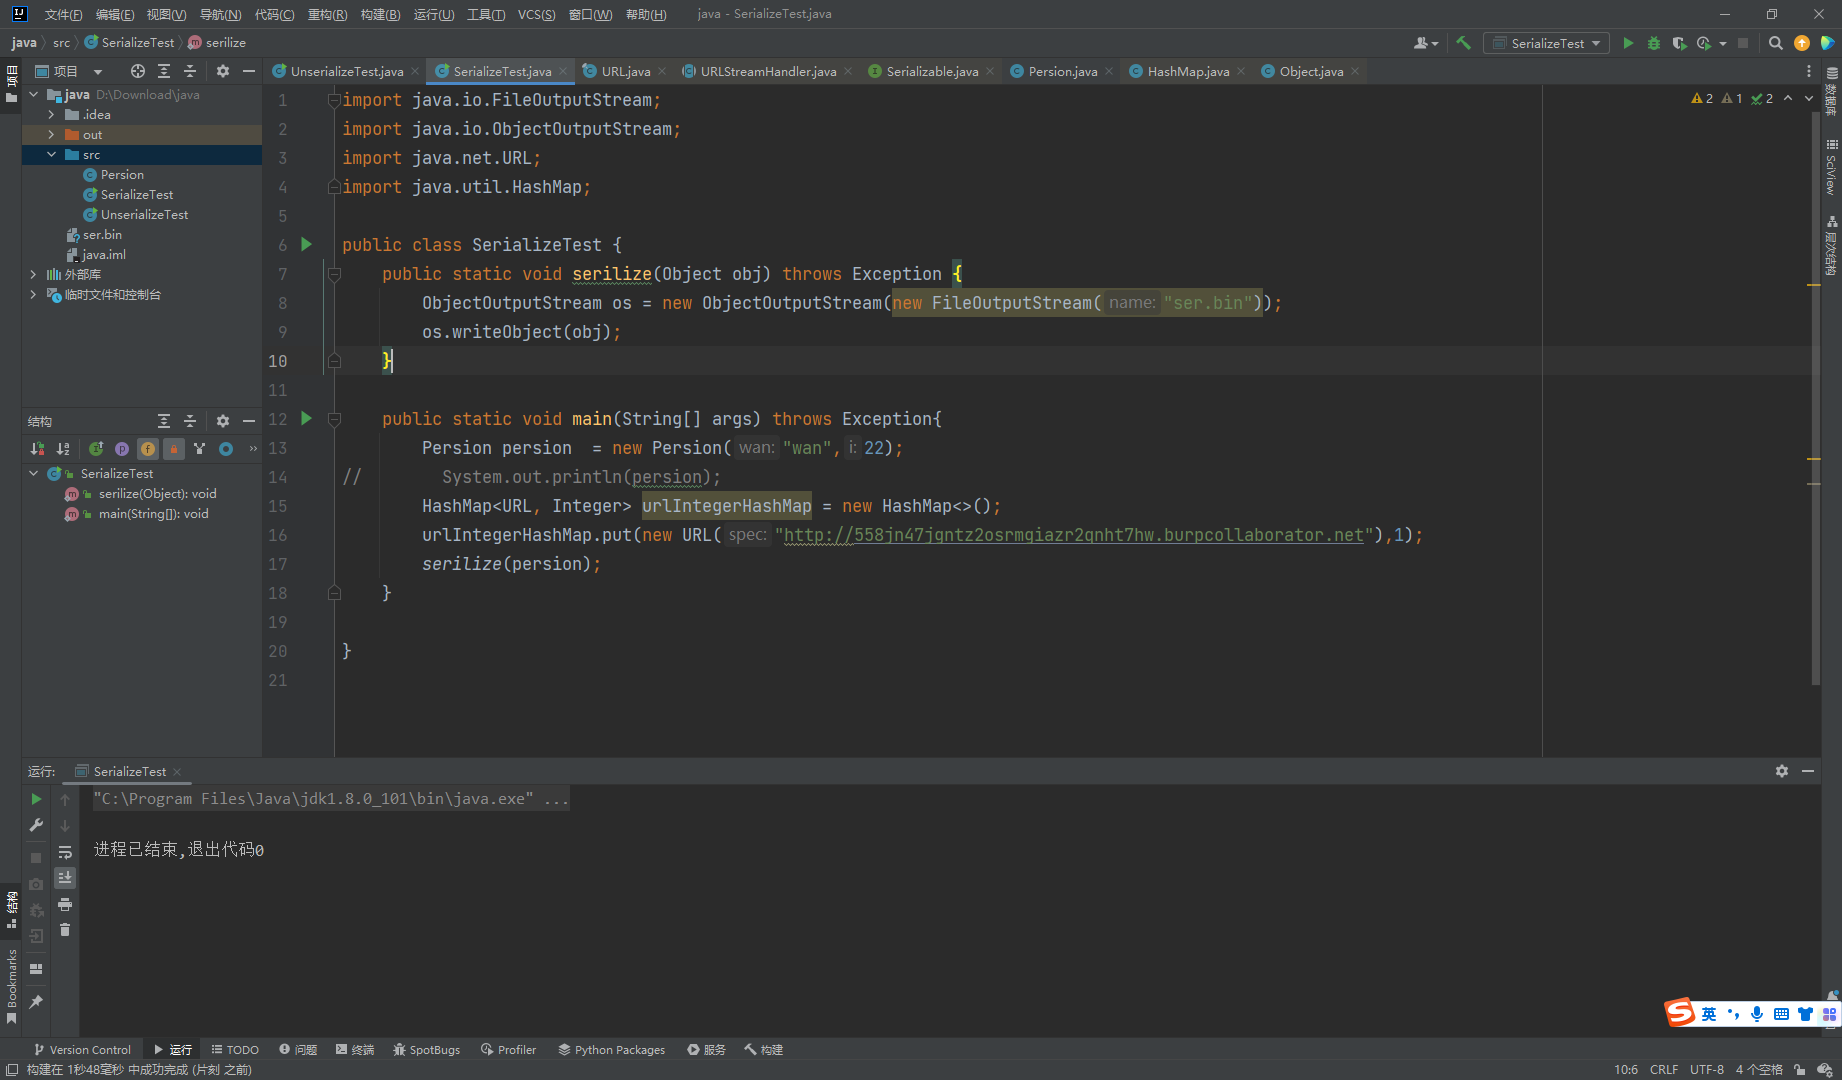 文件(F) 编辑(E) 视图(V) 导航(N) 代码(C) 重构(R) 构建(B) 运行(U) 工具(T) VCS(S) 窗口(W) 帮助(H) java - SerializeTest.java
java src SerializeTest serilize
SerializeTest
项目
项目
UnserializeTest.java SerializeTest.java URL.java URLStreamHandler.java Serializable.java Persion.java HashMap.java Object.java
java D:\Download\java
.idea
out
src
Persion
SerializeTest
UnserializeTest
ser.bin
java.iml
外部库
临时文件和控制台
结构
SerializeTest
serilize(Object): void
main(String[]): void
2 1 2
1 import java.io.FileOutputStream;
2 import java.io.ObjectOutputStream;
3 import java.net.URL;
4 import java.util.HashMap;
5
6 public class SerializeTest {
7 public static void serilize(Object obj) throws Exception {
8 ObjectOutputStream os = new ObjectOutputStream(new FileOutputStream( name: "ser.bin"));
9 os.writeObject(obj);
10 }
11
12 public static void main(String[] args) throws Exception{
13 Persion persion = new Persion( wan: "wan", i: 22);
14 // System.out.println(persion);
15 HashMap<URL, Integer> urlIntegerHashMap = new HashMap<>();
16 urlIntegerHashMap.put(new URL( spec: "http://558jn47jqntz2osrmqiazr2qnht7hw.burpcollaborator.net"),1);
17 serilize(persion);
18 }
19
20 }
21
数据库
SciView
层次结构
运行: SerializeTest
"C:\Program Files\Java\jdk1.8.0_101\bin\java.exe" ...
进程已结束,退出代码0
结构
Bookmarks
英
Version Control 运行 TODO 问题 终端 SpotBugs Profiler Python Packages 服务 构建
构建在 1秒48毫秒 中成功完成 (片刻 之前) 10:6 CRLF UTF-8 4 个空格